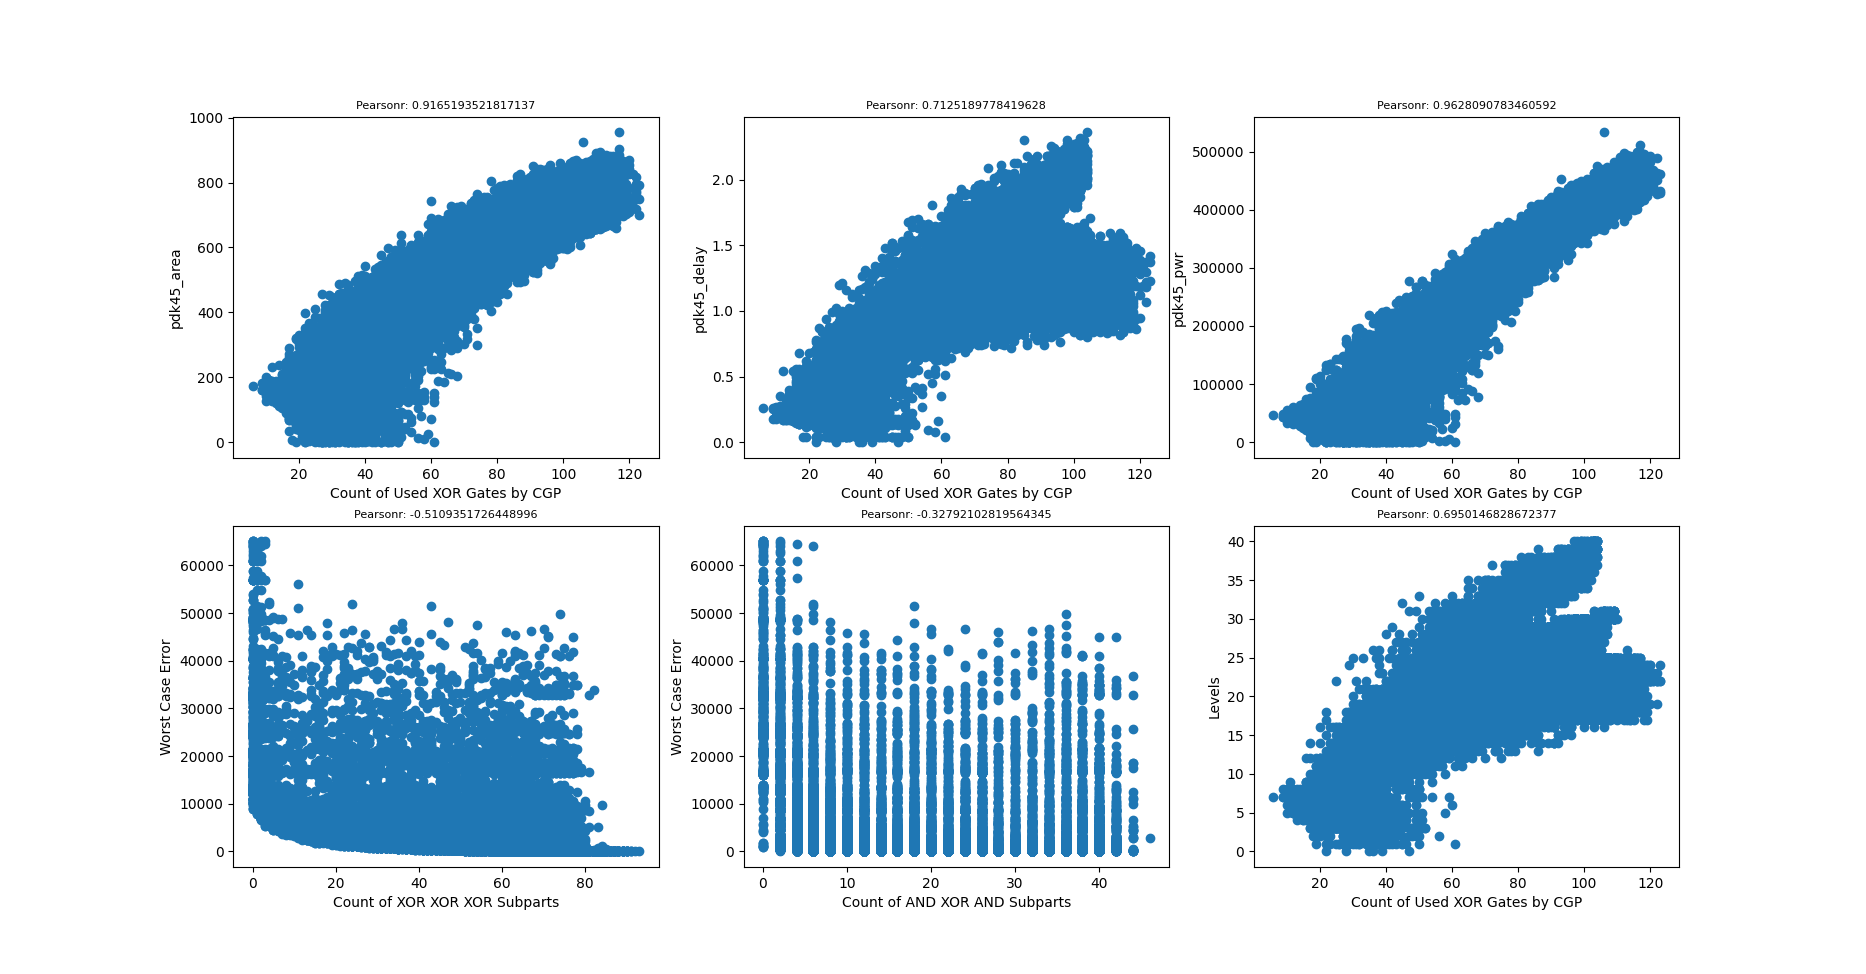 Pearsonr: 0.9165193521817137
1000
800
600
400
200
0
pdk45_area
20 40 60 80 100 120
Count of Used XOR Gates by CGP
Pearsonr: 0.7125189778419628
2.0
1.5
1.0
0.5
0.0
pdk45_delay
20 40 60 80 100 120
Count of Used XOR Gates by CGP
Pearsonr: 0.9628090783460592
500000
400000
300000
200000
100000
0
pdk45_pwr
20 40 60 80 100 120
Count of Used XOR Gates by CGP
Pearsonr: -0.5109351726448996
60000
50000
40000
30000
20000
10000
0
Worst Case Error
0 20 40 60 80
Count of XOR XOR XOR Subparts
Pearsonr: -0.32792102819564345
60000
50000
40000
30000
20000
10000
0
Worst Case Error
0 10 20 30 40
Count of AND XOR AND Subparts
Pearsonr: 0.6950146828672377
40
35
30
25
20
15
10
5
0
Levels
20 40 60 80 100 120
Count of Used XOR Gates by CGP